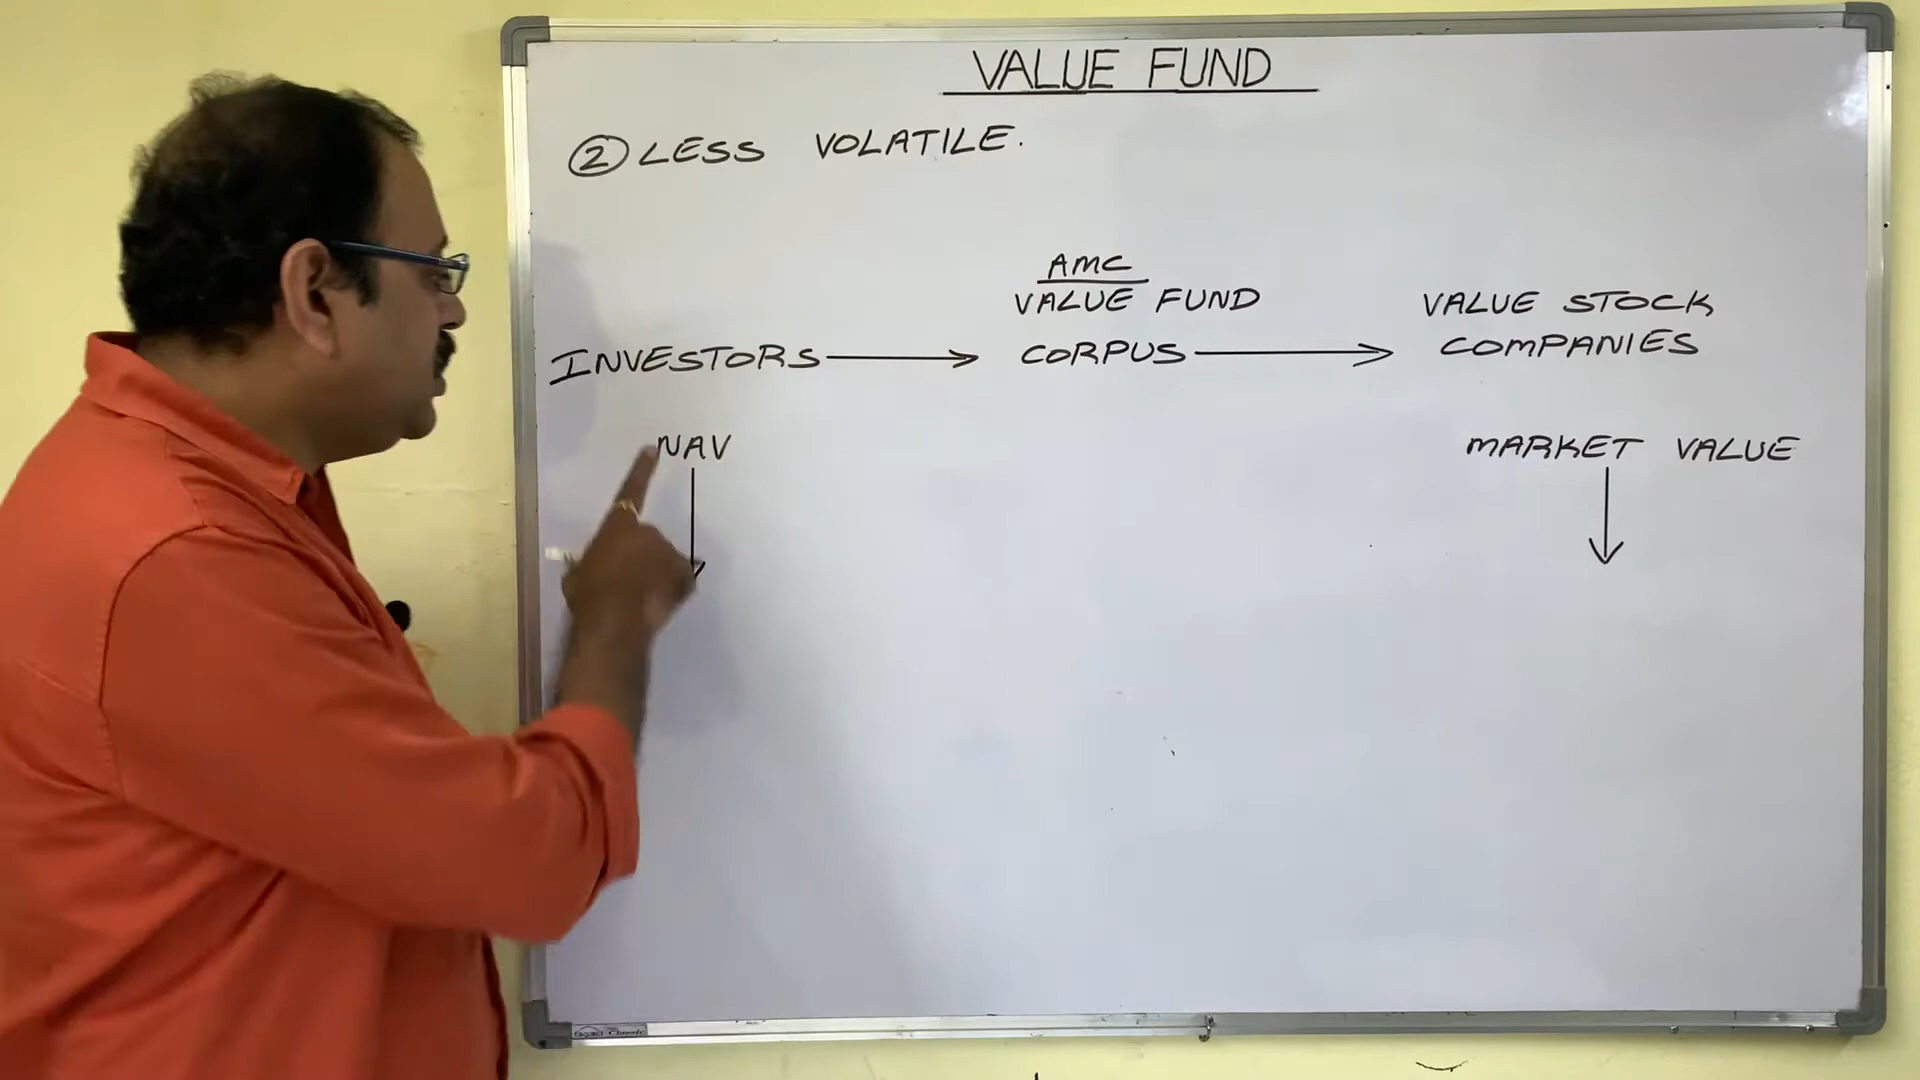 VALUE FUND
2 LESS VOLATILE.
AMC
VALUE FUND
CORPUS
INVESTORS
VALUE STOCK
COMPANIES
NAV
MARKET VALUE